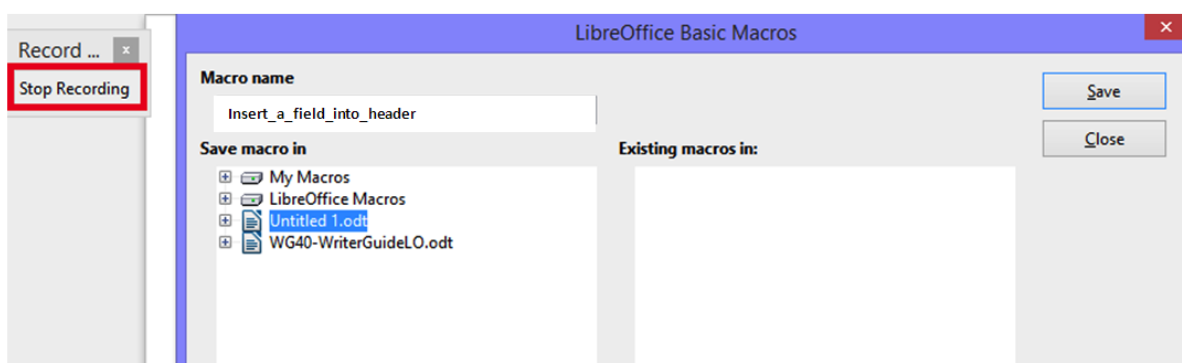 Record ... x
Stop Recording
LibreOffice Basic Macros
Macro name
Insert_a_field_into_header
Save
Close
Save macro in
Existing macros in:
My Macros
LibreOffice Macros
Untitled 1.odt
WG40-WriterGuideLO.odt